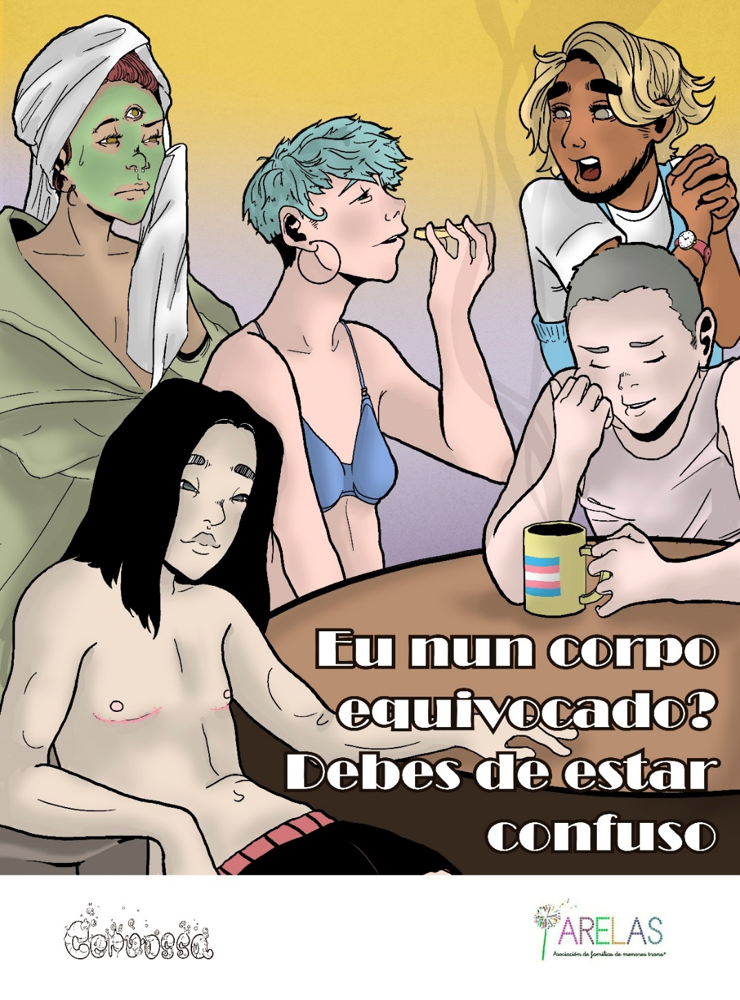 Eu nun corpo
equivocado?
Debes de estar
confuso
ARELAS
Asociación de familias de menores trans*